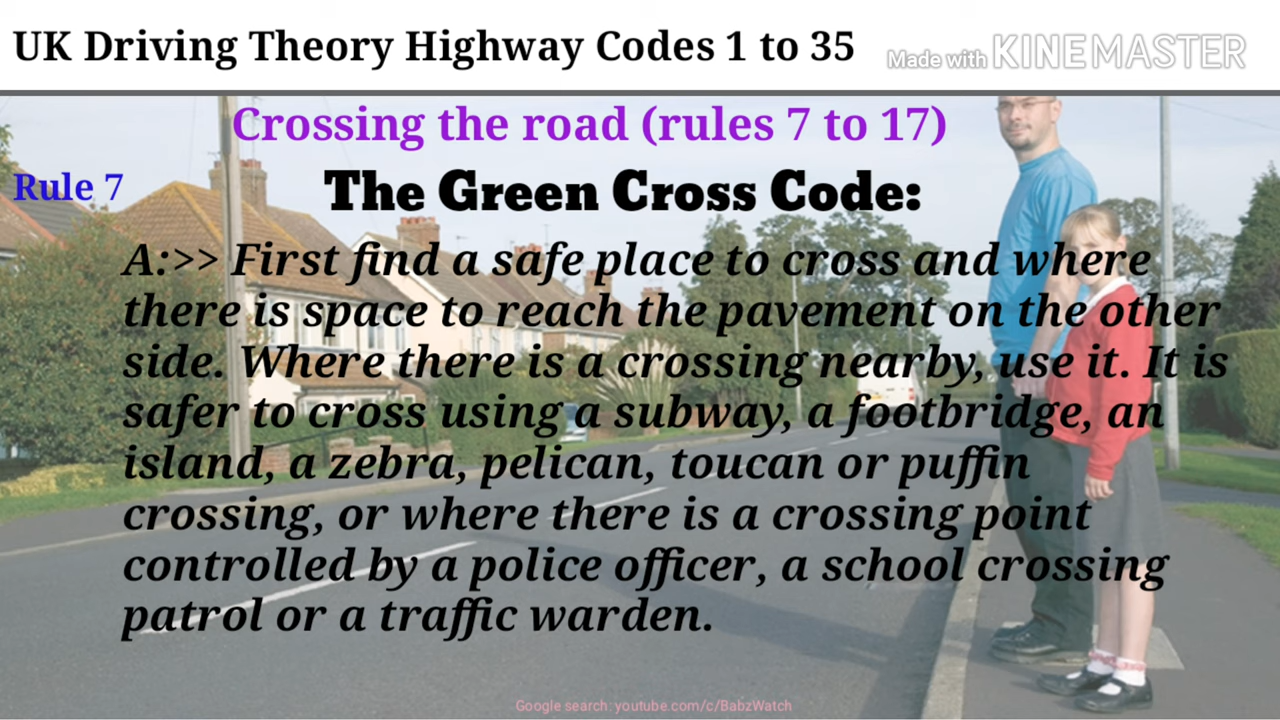 UK Driving Theory Highway Codes 1 to 35
Made with KINEMASTER
Crossing the road (rules 7 to 17)
Rule 7
The Green Cross Code:
A:>> First find a safe place to cross and where
there is space to reach the pavement on the other
side. Where there is a crossing nearby, use it. It is
safer to cross using a subway, a footbridge, an
island, a zebra, pelican, toucan or puffin
crossing, or where there is a crossing point
controlled by a police officer, a school crossing
patrol or a traffic warden.
Google search: youtube.com/c/BabzWatch